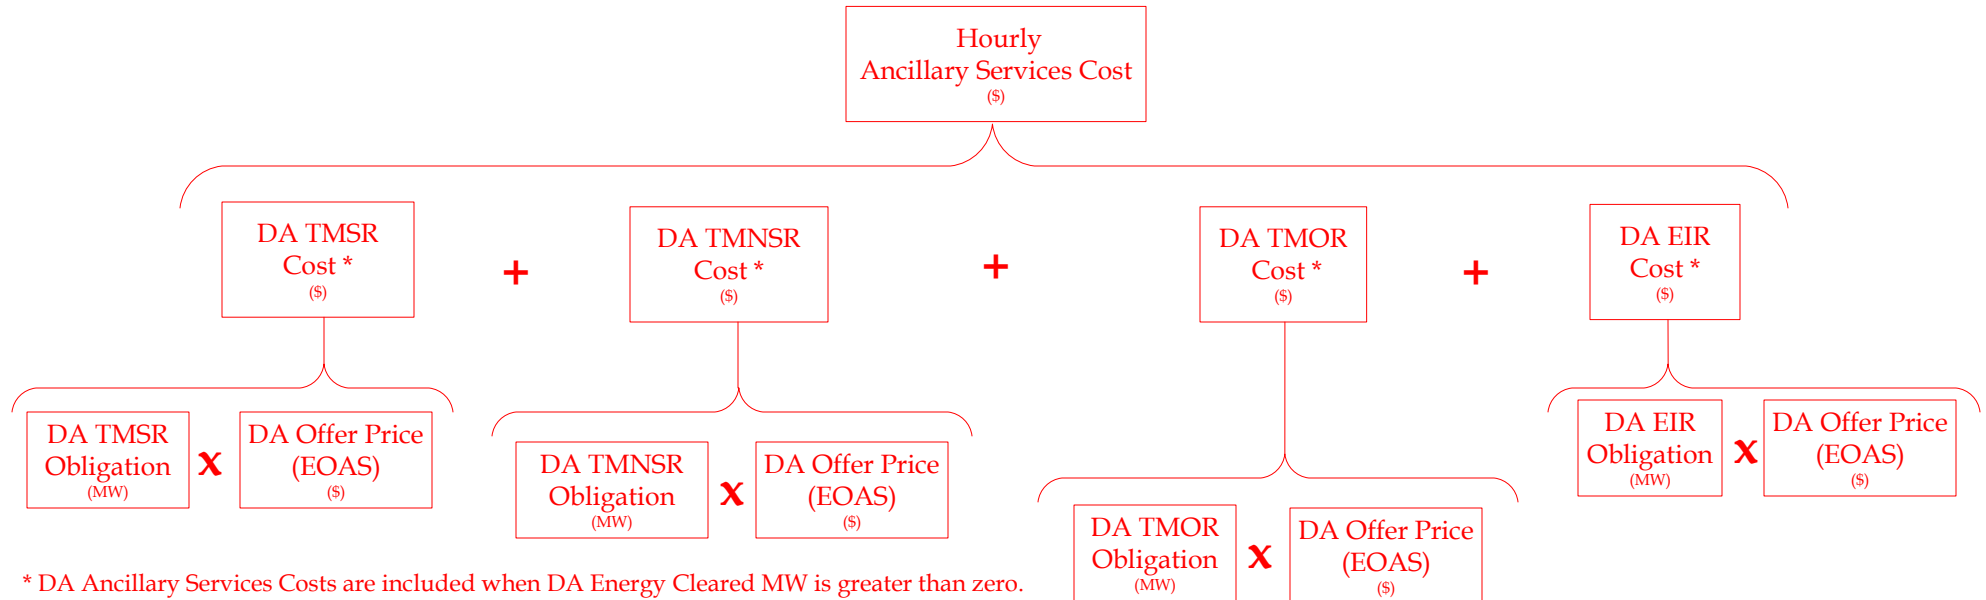 Hourly
Ancillary Services Cost
($)
DA TMSR
Cost *
($)
+
DA TMNSR
Cost *
($)
+
DA TMOR
Cost *
($)
+
DA EIR
Cost *
($)
DA TMSR
Obligation
(MW)
x
DA Offer Price
(EOAS)
($)
DA TMNSR
Obligation
(MW)
x
DA Offer Price
(EOAS)
($)
DA TMOR
Obligation
(MW)
x
DA Offer Price
(EOAS)
($)
DA EIR
Obligation
(MW)
x
DA Offer Price
(EOAS)
($)
* DA Ancillary Services Costs are included when DA Energy Cleared MW is greater than zero.